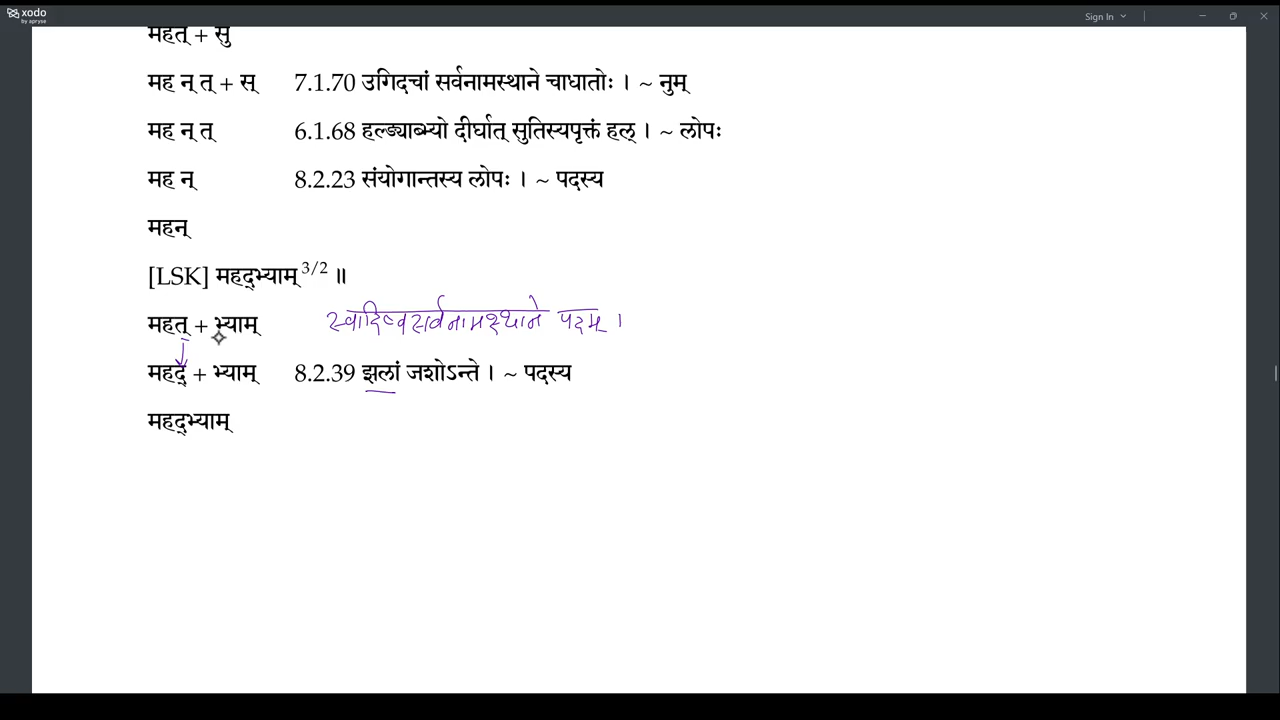 xodo
by apryse
Sign In
महत् + सु
मह न् त् + स् 7.1.70 उगिदचां सर्वनामस्थाने चाधातोः । ~ नुम्
मह न् त् 6.1.68 हल्ङ्याब्भ्यो दीर्घात् सुतिस्यपृक्तं हल् । ~ लोपः
मह न् 8.2.23 संयोगान्तस्य लोपः । ~ पदस्य
महन्
[LSK] महद्भ्याम् 3/2 ॥
महत् + भ्याम् स्वादिष्वसर्वनामस्थाने पदम् ।
महद् + भ्याम् 8.2.39 झलां जशोऽन्ते । ~ पदस्य
महद्भ्याम्